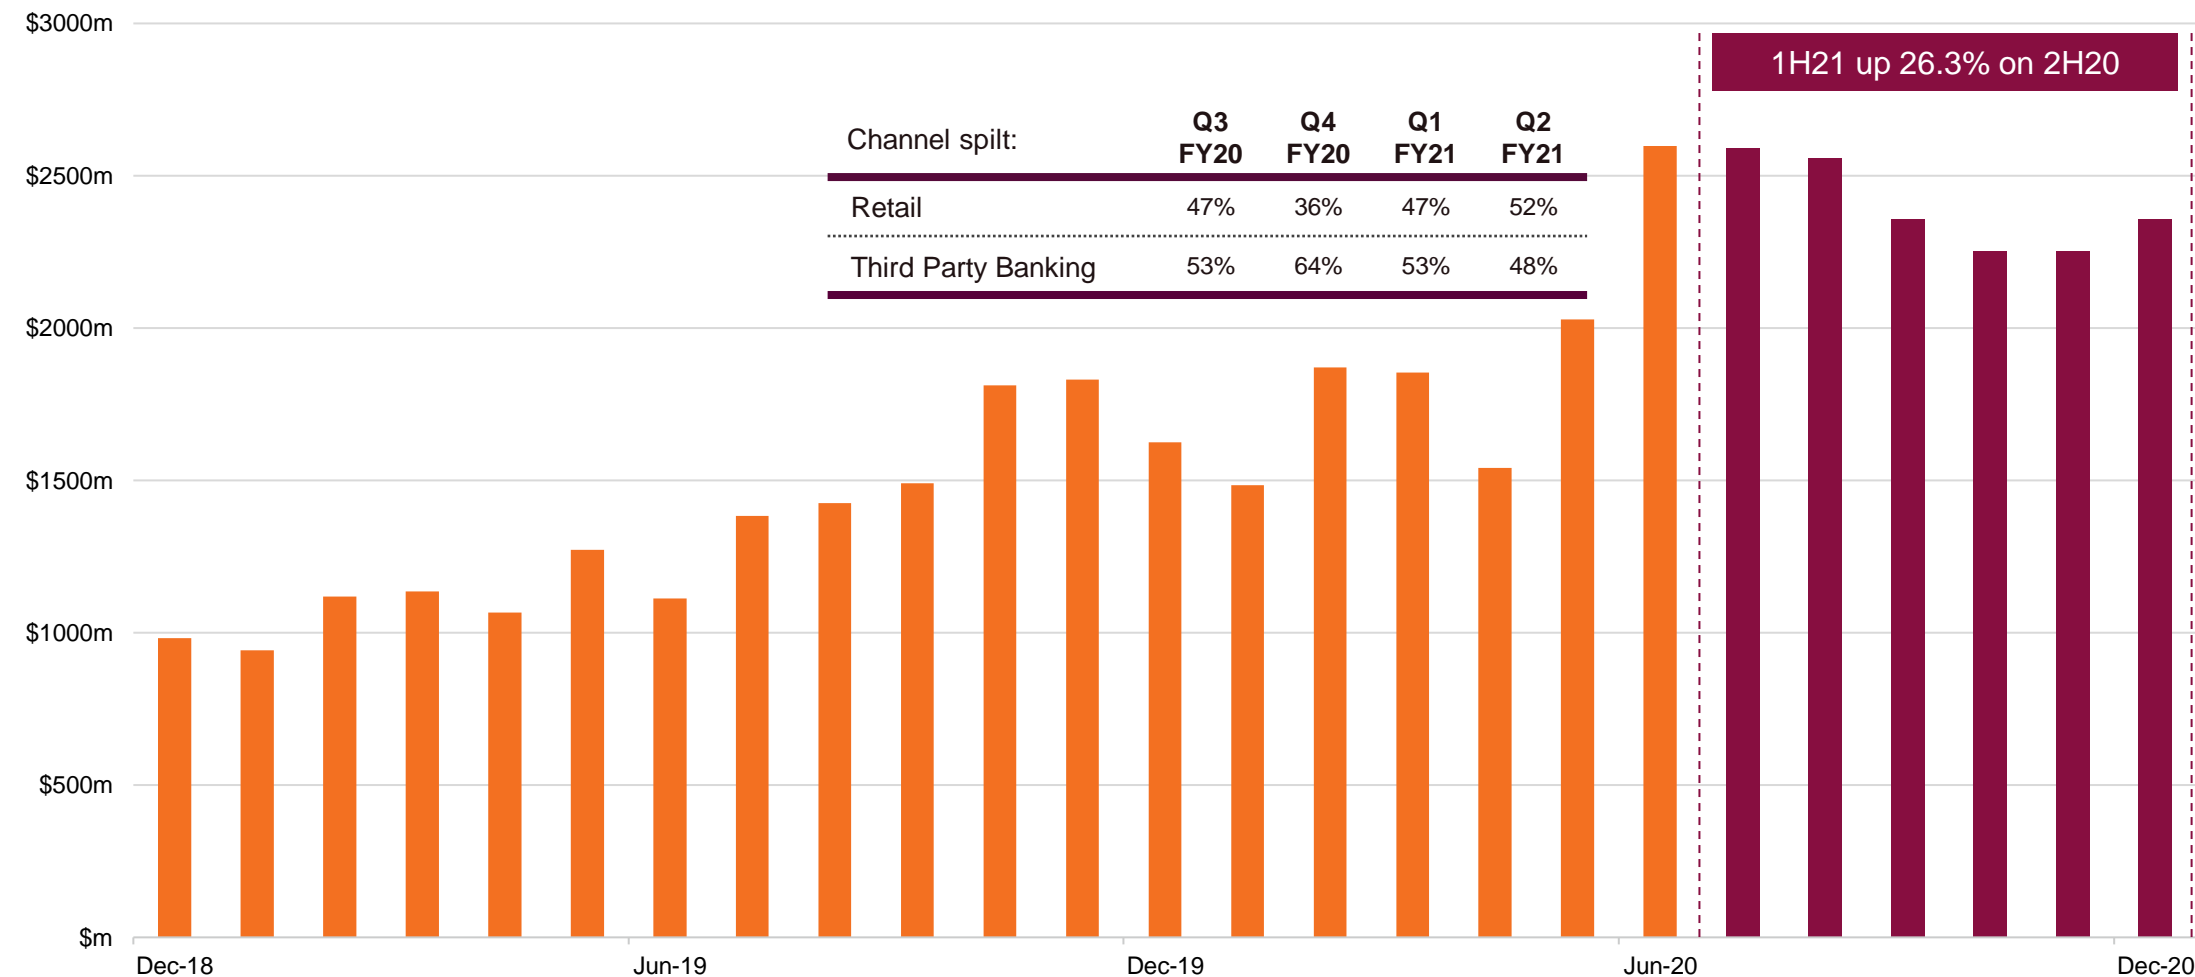 $3000m
1H21 up 26.3% on 2H20
Channel spilt: Q3 FY20 Q4 FY20 Q1 FY21 Q2 FY21
$2500m
Retail 47% 36% 47% 52%
Third Party Banking 53% 64% 53% 48%
$2000m
$1500m
$1000m
$500m
$m
Dec-18 Jun-19 Dec-19 Jun-20 Dec-20